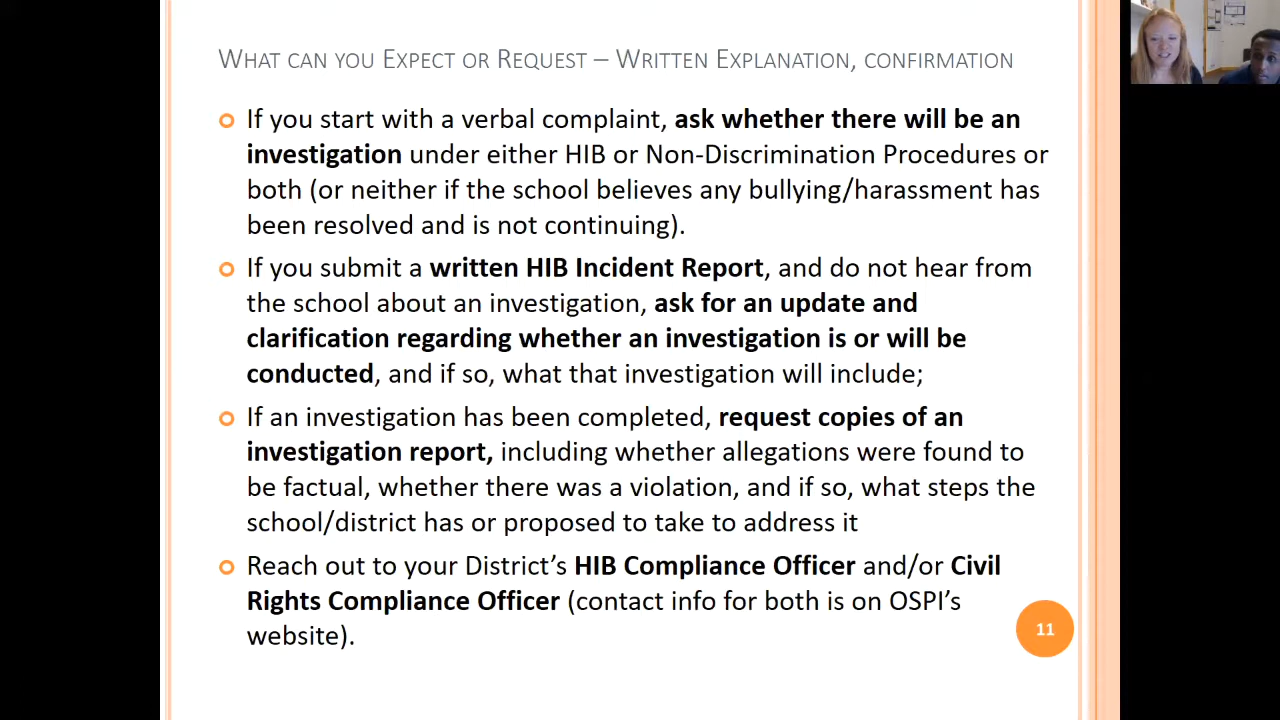 WHAT CAN YOU EXPECT OR REQUEST – WRITTEN EXPLANATION, CONFIRMATION
If you start with a verbal complaint, ask whether there will be an
investigation under either HIB or Non-Discrimination Procedures or
both (or neither if the school believes any bullying/harassment has
been resolved and is not continuing).
If you submit a written HIB Incident Report, and do not hear from
the school about an investigation, ask for an update and
clarification regarding whether an investigation is or will be
conducted, and if so, what that investigation will include;
If an investigation has been completed, request copies of an
investigation report, including whether allegations were found to
be factual, whether there was a violation, and if so, what steps the
school/district has or proposed to take to address it
Reach out to your District’s HIB Compliance Officer and/or Civil
Rights Compliance Officer (contact info for both is on OSPI’s
website).
11